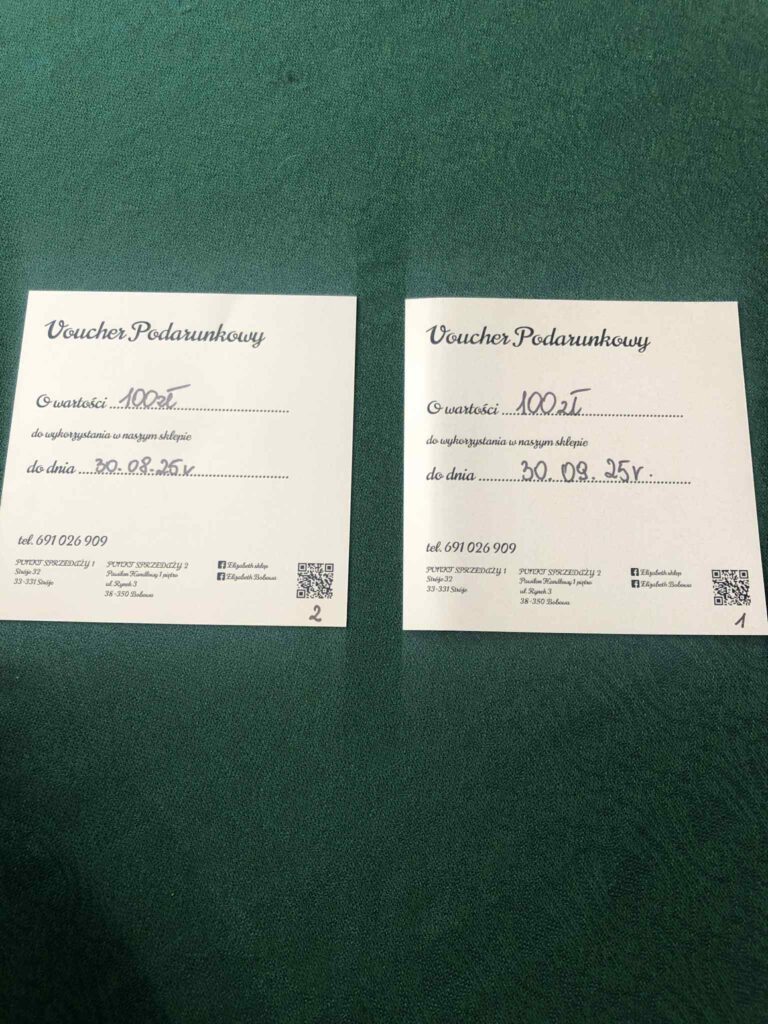 Voucher Podarunkowy
O wartości 100zł
do wykorzystania w naszym sklepie
do dnia 30.08.25r
tel. 691 026 909
PUNKT SPRZEDAŻY 1
Stróże 32
33-331 Stróże
PUNKT SPRZEDAŻY 2
Pawilon Handlowy 1 piętro
ul. Rynek 3
38-350 Bobowa
Elizabeth sklep
Elizabeth Bobowa
2
Voucher Podarunkowy
O wartości 100zł
do wykorzystania w naszym sklepie
do dnia 30.09.25r.
tel. 691 026 909
PUNKT SPRZEDAŻY 1
Stróże 32
33-331 Stróże
PUNKT SPRZEDAŻY 2
Pawilon Handlowy 1 piętro
ul. Rynek 3
38-350 Bobowa
Elizabeth sklep
Elizabeth Bobowa
1